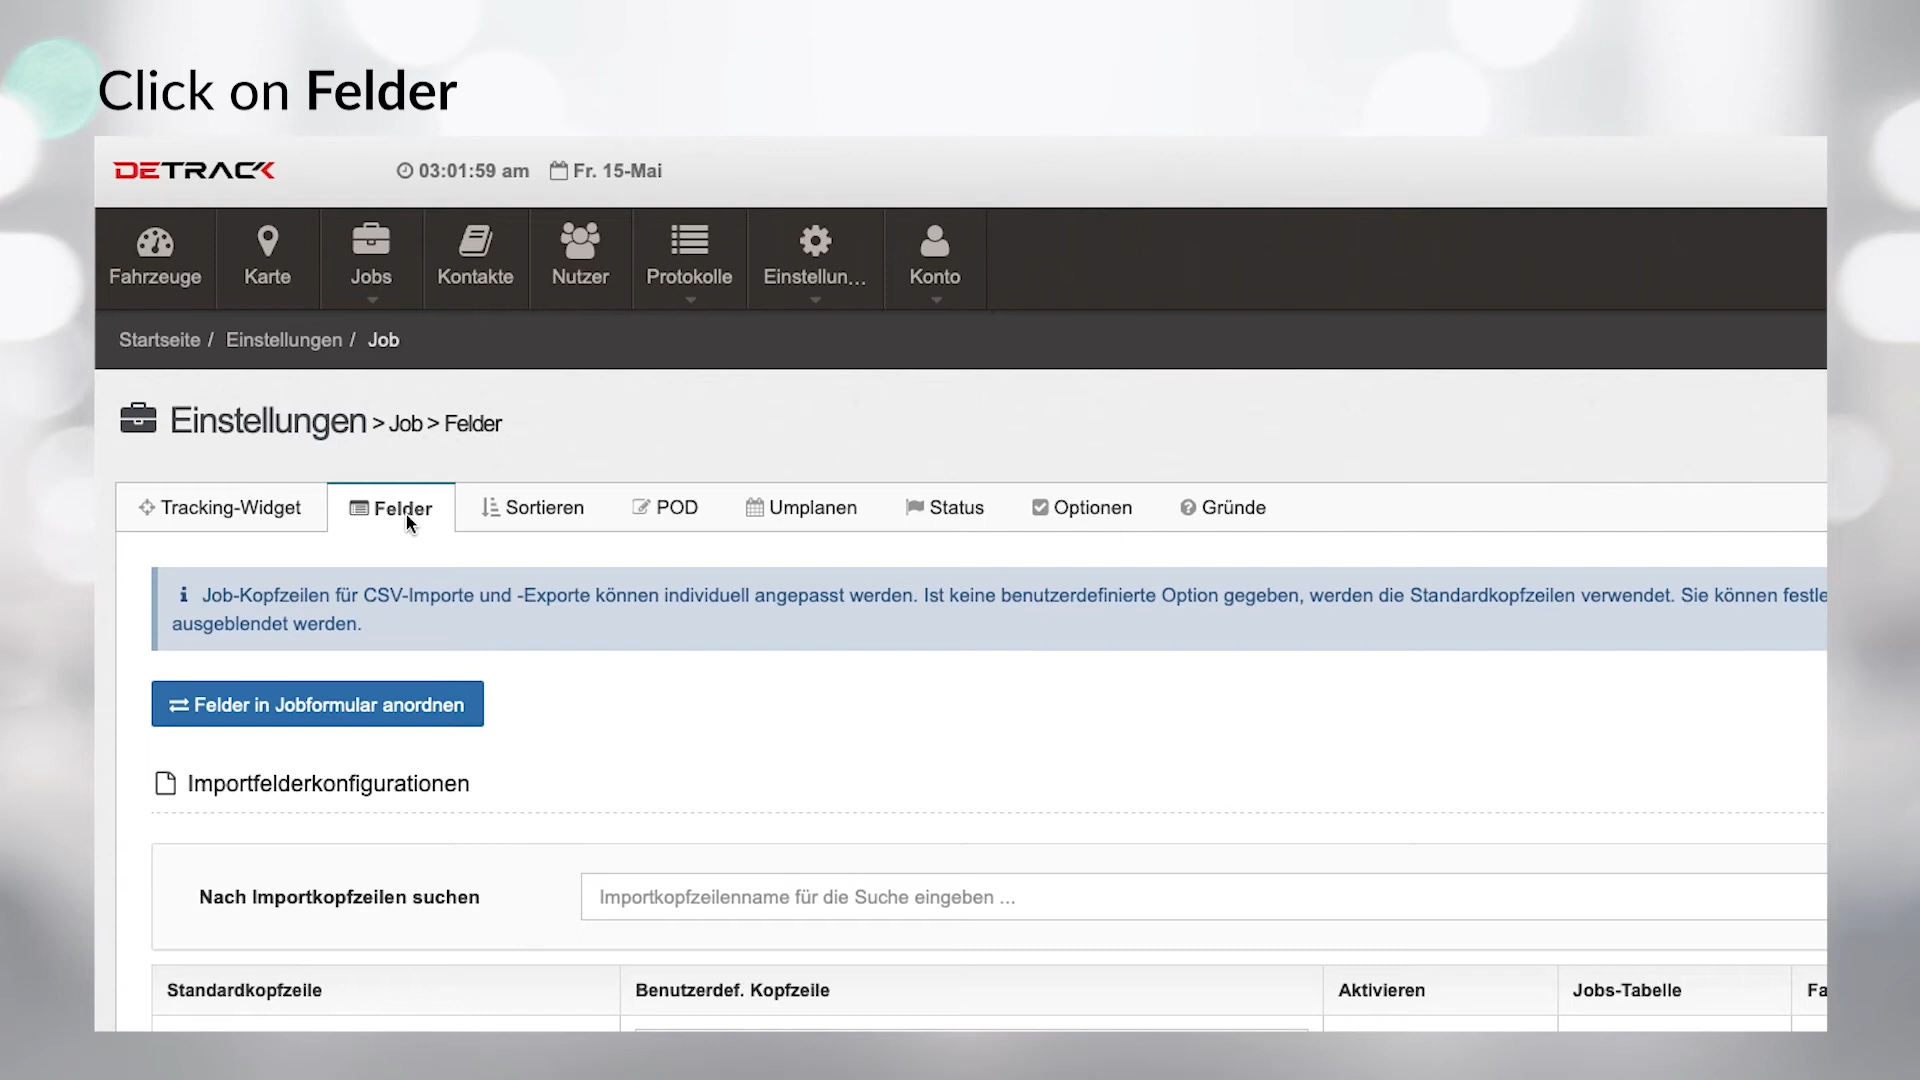 Click on Felder
DETRACK
03:01:59 am
Fr. 15-Mai
Fahrzeuge
Karte
Jobs
Kontakte
Nutzer
Protokolle
Einstellun...
Konto
Startseite / Einstellungen / Job
Einstellungen > Job > Felder
Tracking-Widget
Felder
Sortieren
POD
Umplanen
Status
Optionen
Gründe
Job-Kopfzeilen für CSV-Importe und -Exporte können individuell angepasst werden. Ist keine benutzerdefinierte Option gegeben, werden die Standardkopfzeilen verwendet. Sie können festle
ausgeblendet werden.
Felder in Jobformular anordnen
Importfelderkonfigurationen
Nach Importkopfzeilen suchen
Importkopfzeilenname für die Suche eingeben ...
Standardkopfzeile
Benutzerdef. Kopfzeile
Aktivieren
Jobs-Tabelle
Fa